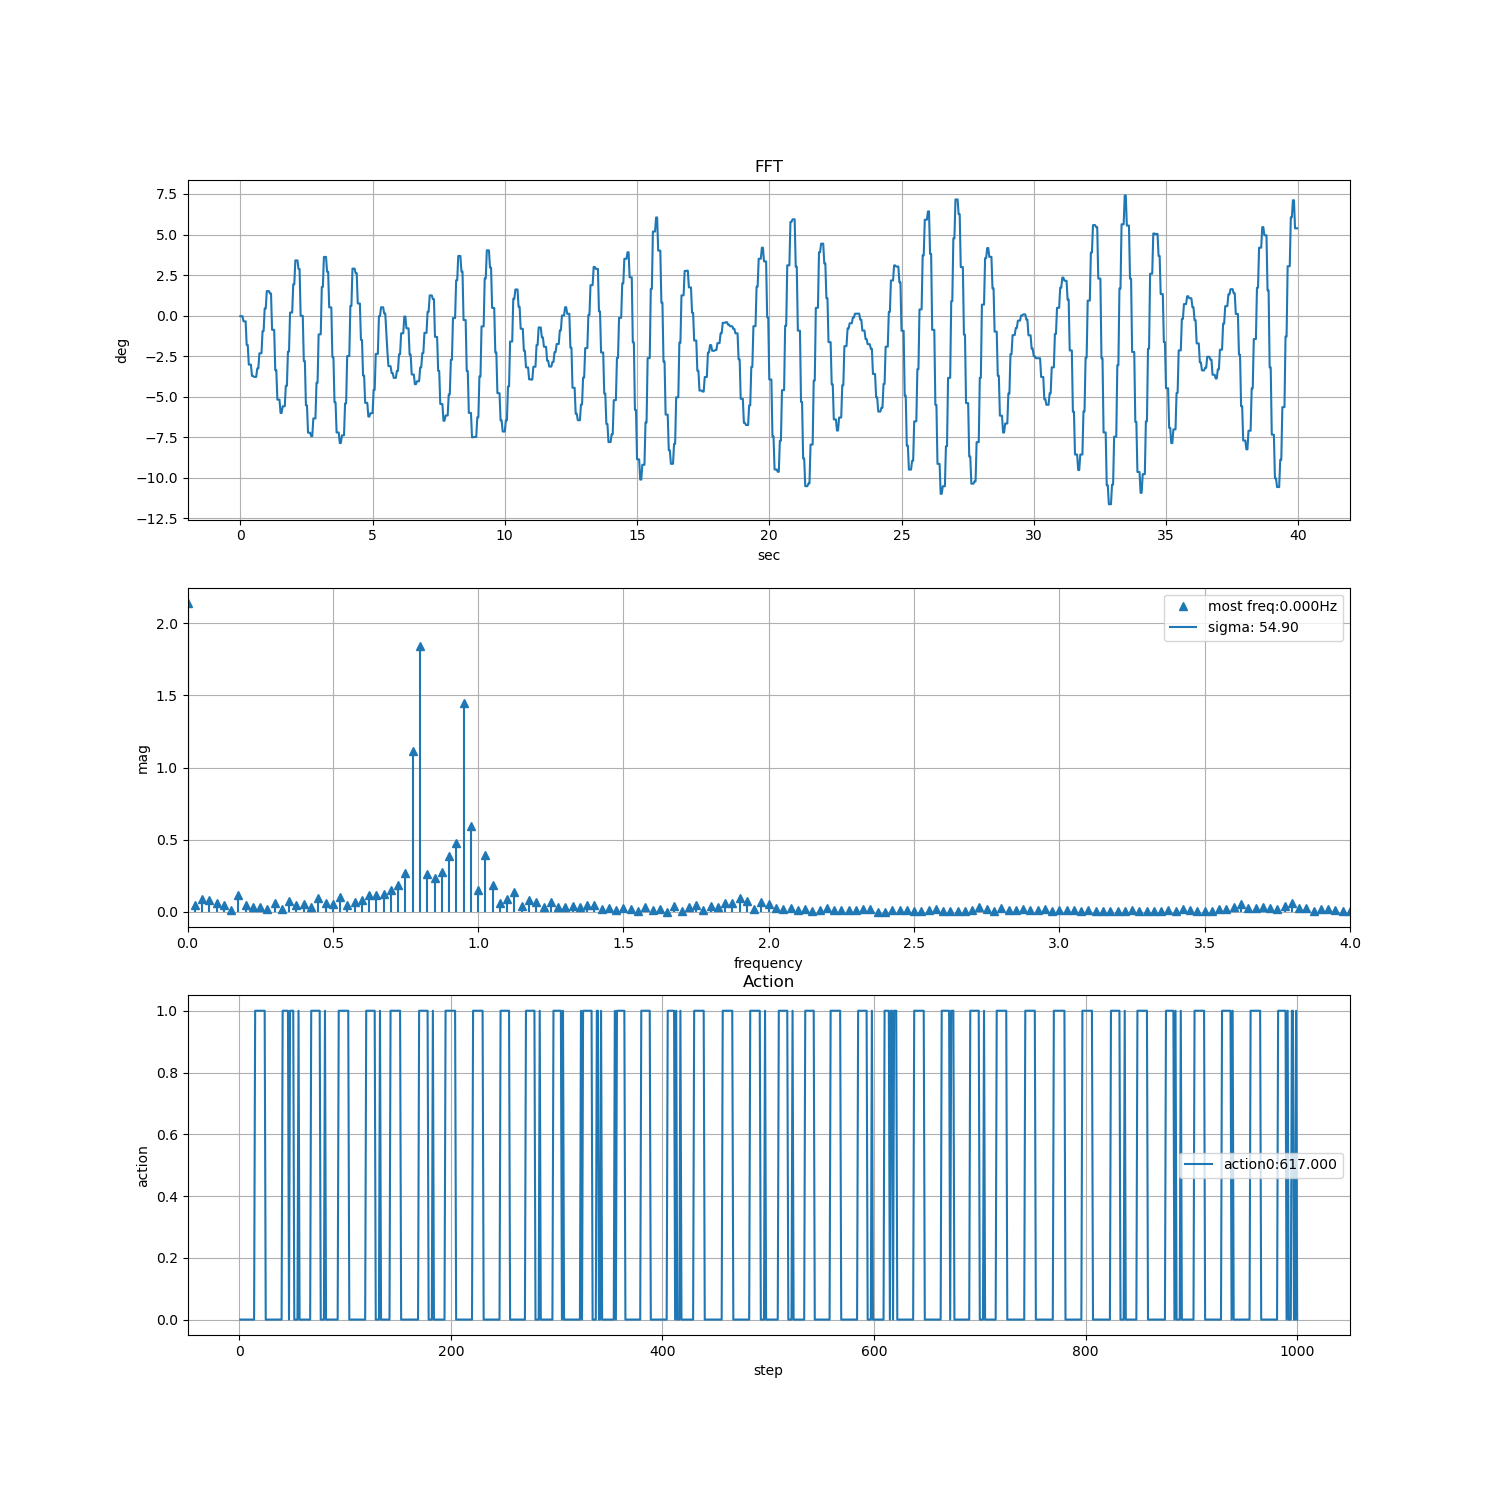 FFT
7.5
5.0
2.5
0.0
−2.5
−5.0
−7.5
−10.0
−12.5
deg
0 5 10 15 20 25 30 35 40
sec
most freq:0.000Hz
sigma: 54.90
2.0
1.5
1.0
0.5
0.0
mag
0.0 0.5 1.0 1.5 2.0 2.5 3.0 3.5 4.0
frequency
Action
1.0
0.8
0.6
0.4
0.2
0.0
action
action0:617.000
0 200 400 600 800 1000
step